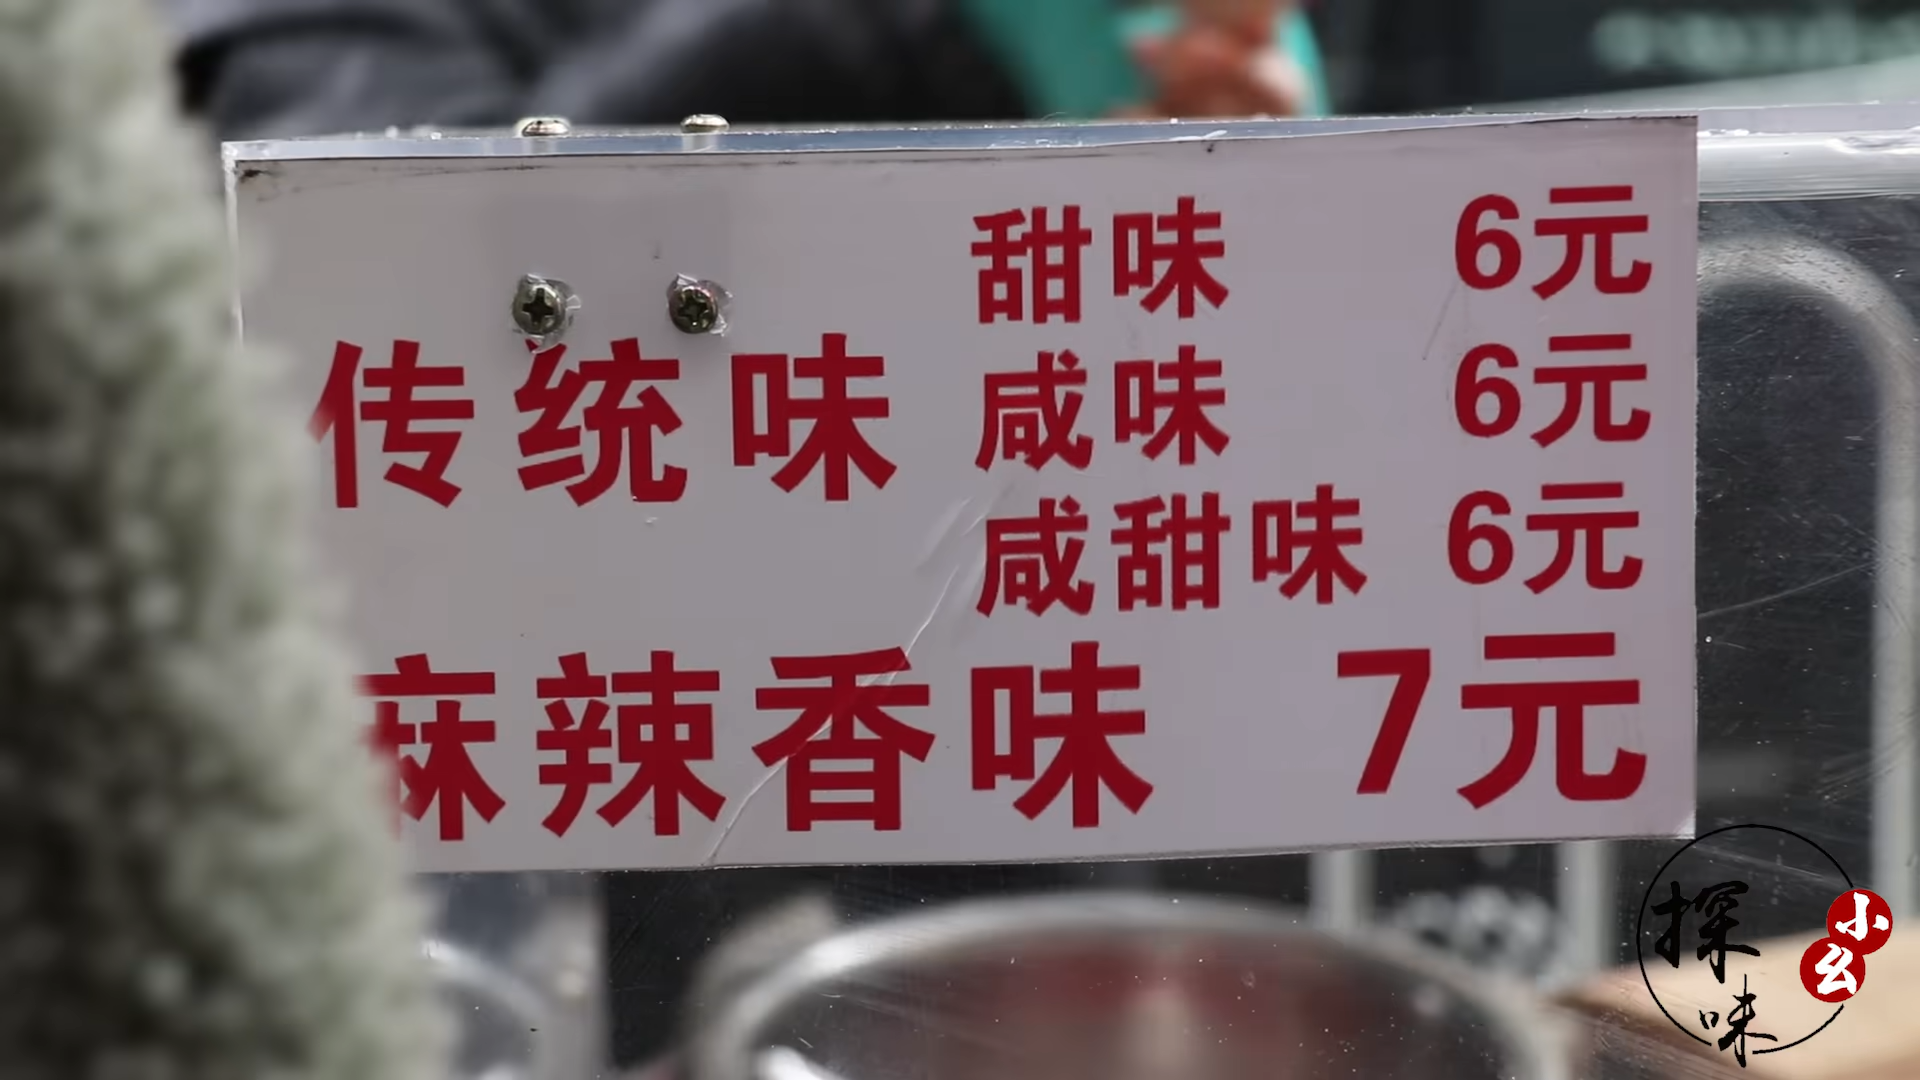 甜味 6元
传统味 咸味 6元
咸甜味 6元
麻辣香味 7元
探味
小幺